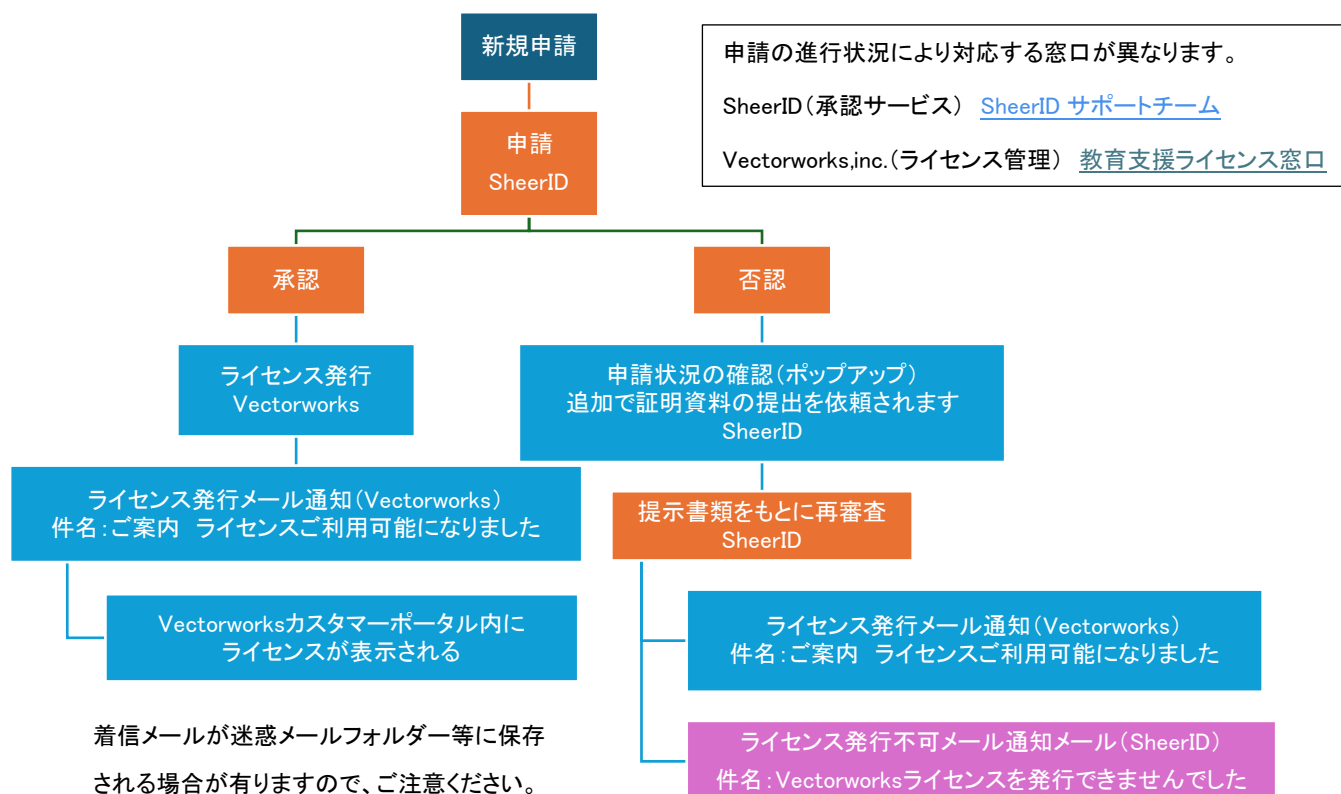 新規申請
申請の進行状況により対応する窓口が異なります。
SheerID(承認サービス) SheerID サポートチーム
Vectorworks,inc.(ライセンス管理) 教育支援ライセンス窓口
申請
SheerID
承認
否認
ライセンス発行
Vectorworks
申請状況の確認(ポップアップ)
追加で証明資料の提出を依頼されます
SheerID
ライセンス発行メール通知(Vectorworks)
件名:ご案内 ライセンスご利用可能になりました
提示書類をもとに再審査
SheerID
Vectorworksカスタマーポータル内に
ライセンスが表示される
ライセンス発行メール通知(Vectorworks)
件名:ご案内 ライセンスご利用可能になりました
着信メールが迷惑メールフォルダー等に保存
される場合が有りますので、ご注意ください。
ライセンス発行不可メール通知メール(SheerID)
件名:Vectorworksライセンスを発行できませんでした